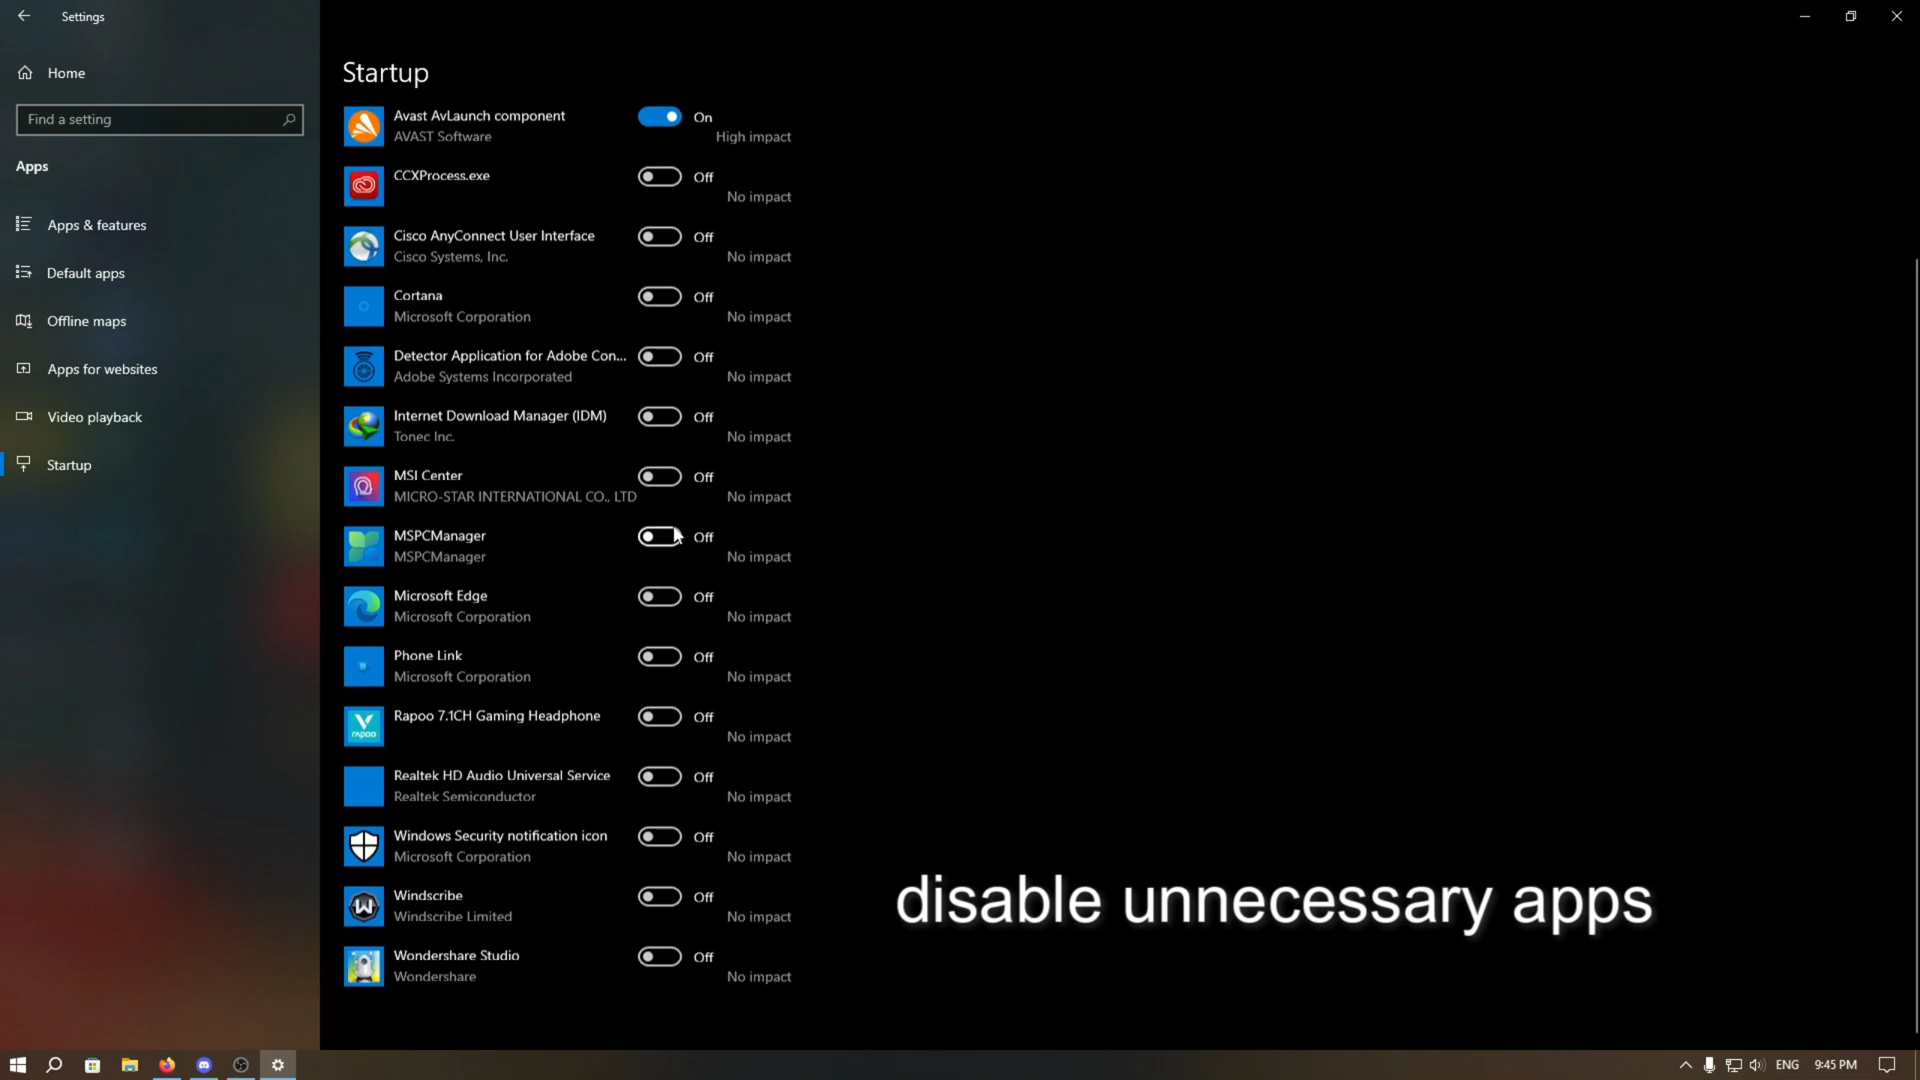 Settings
Home
Find a setting
Apps
Apps & features
Default apps
Offline maps
Apps for websites
Video playback
Startup
Startup
Avast AvLaunch component
On
AVAST Software
High impact
CCXProcess.exe
Off
No impact
Cisco AnyConnect User Interface
Off
Cisco Systems, Inc.
No impact
Cortana
Off
Microsoft Corporation
No impact
Detector Application for Adobe Con...
Off
Adobe Systems Incorporated
No impact
Internet Download Manager (IDM)
Off
Tonec Inc.
No impact
MSI Center
Off
MICRO-STAR INTERNATIONAL CO., LTD
No impact
MSPCManager
Off
MSPCManager
No impact
Microsoft Edge
Off
Microsoft Corporation
No impact
Phone Link
Off
Microsoft Corporation
No impact
rapoo
Rapoo 7.1CH Gaming Headphone
Off
No impact
Realtek HD Audio Universal Service
Off
Realtek Semiconductor
No impact
Windows Security notification icon
Off
Microsoft Corporation
No impact
Windscribe
Off
Windscribe Limited
No impact
Wondershare Studio
Off
Wondershare
No impact
disable unnecessary apps
ENG
9:45 PM